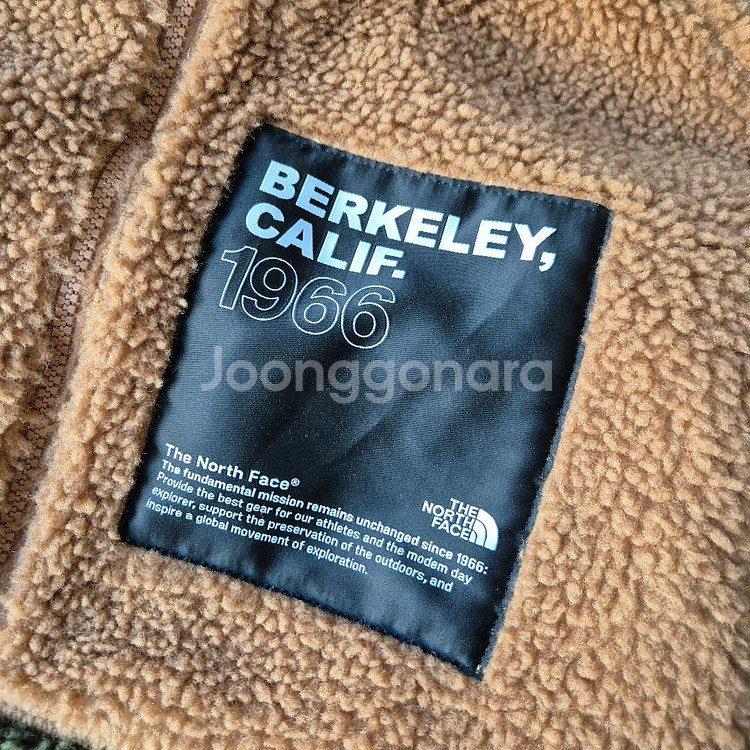 BERKELEY,
CALIF.
1966
Joonggonara
The North Face®
The fundamental mission remains unchanged since 1966:
Provide the best gear for our athletes and the modern day
explorer, support the preservation of the outdoors, and
inspire a global movement of exploration.
THE
NORTH
FACE